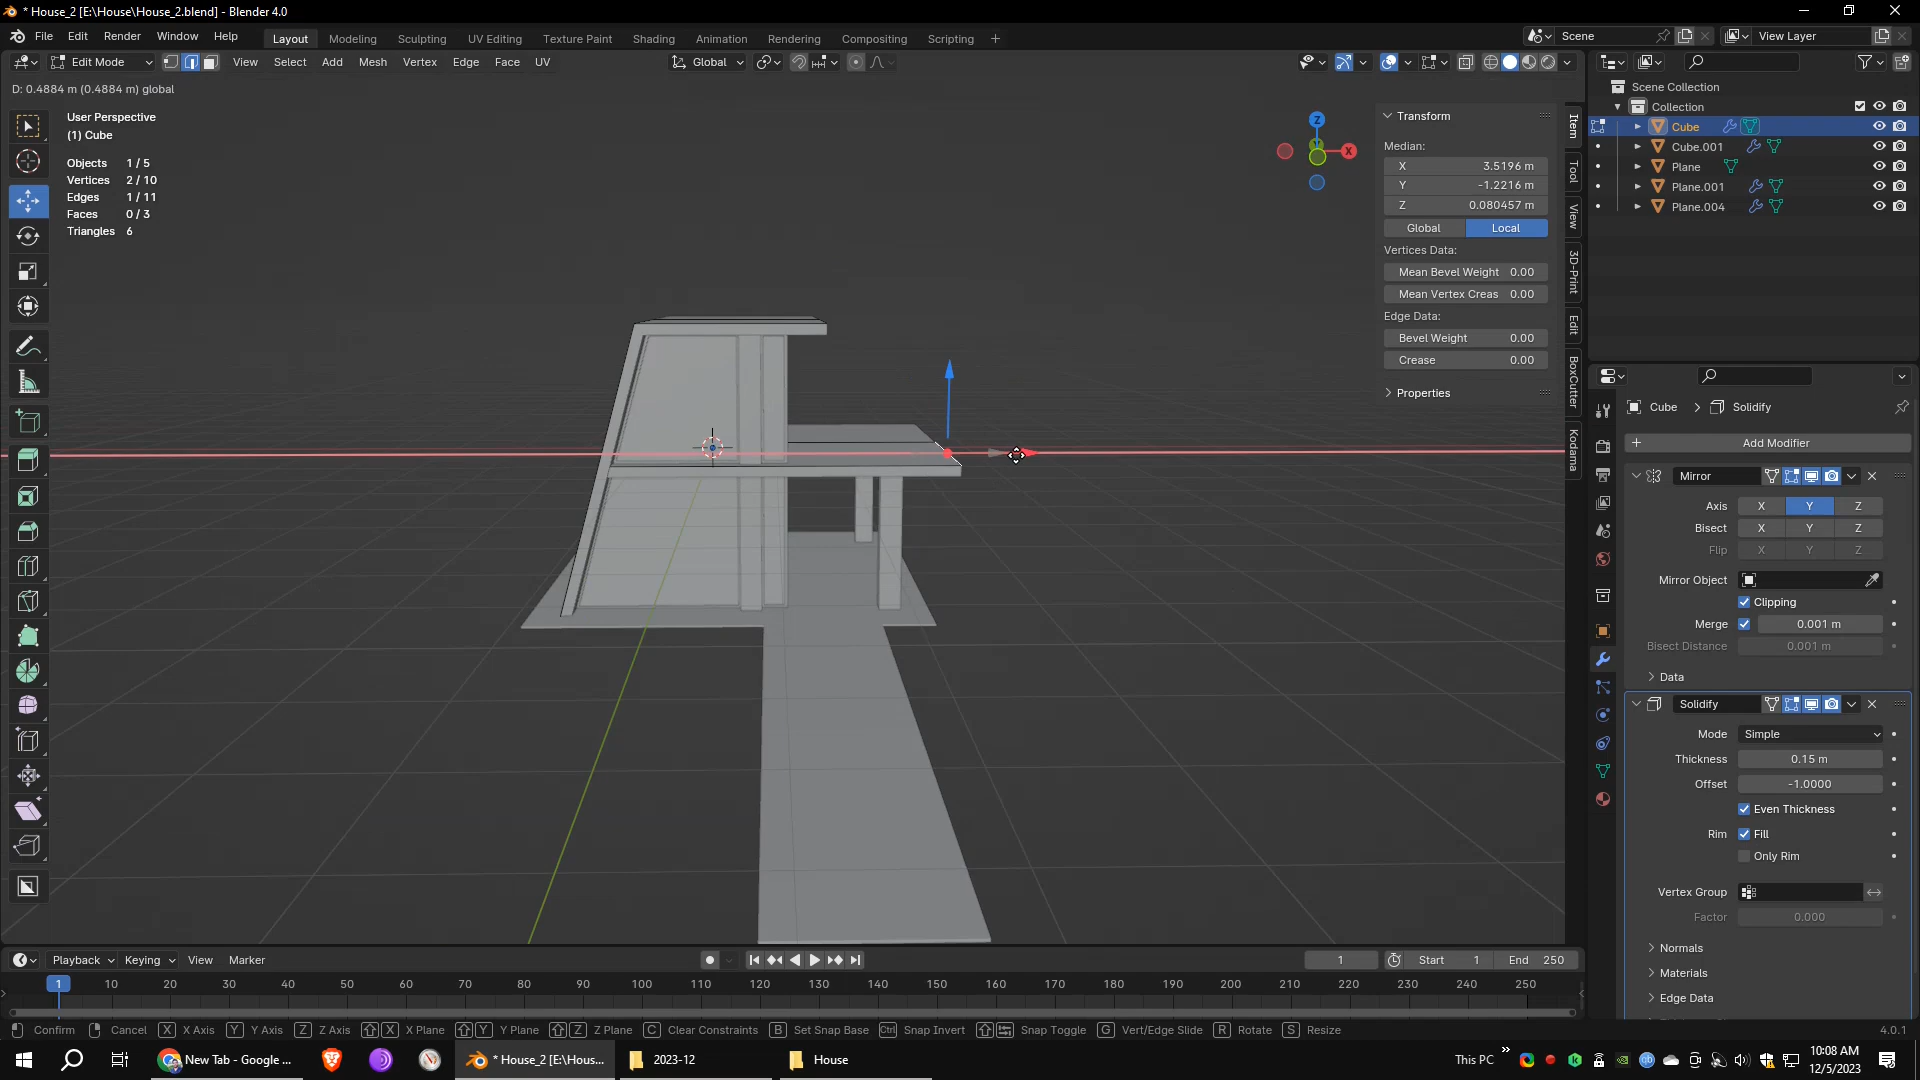 * House_2 [E:\House\House_2.blend] - Blender 4.0
File Edit Render Window Help Layout Modeling Sculpting UV Editing Texture Paint Shading Animation Rendering Compositing Scripting + Scene View Layer
Edit Mode View Select Add Mesh Vertex Edge Face UV Global
D: 0.4884 m (0.4884 m) global
User Perspective
(1) Cube
Objects 1 / 5
Vertices 2 / 10
Edges 1 / 11
Faces 0 / 3
Triangles 6
Z
X
Transform
Median:
X 3.5196 m
Y -1.2216 m
Z 0.080457 m
Global Local
Vertices Data:
Mean Bevel Weight 0.00
Mean Vertex Creas 0.00
Edge Data:
Bevel Weight 0.00
Crease 0.00
Properties
Item
Tool
View
3D-Print
Edit
BoxCutter
Kodama
Scene Collection
Collection
Cube
Cube.001
Plane
Plane.001
Plane.004
Cube > Solidify
+ Add Modifier
Mirror
Axis X Y Z
Bisect X Y Z
Flip X Y Z
Mirror Object
Clipping
Merge 0.001 m
Bisect Distance 0.001 m
Data
Solidify
Mode Simple
Thickness 0.15 m
Offset -1.0000
Even Thickness
Rim Fill
Only Rim
Vertex Group
Factor 0.000
Normals
Materials
Edge Data
Playback Keying View Marker 1 Start 1 End 250
1 10 20 30 40 50 60 70 80 90 100 110 120 130 140 150 160 170 180 190 200 210 220 230 240 250
Confirm Cancel X X Axis Y Y Axis Z Z Axis X X Plane Y Y Plane Z Z Plane C Clear Constraints B Set Snap Base Ctrl Snap Invert Snap Toggle G Vert/Edge Slide R Rotate S Resize 4.0.1
New Tab - Google ... * House_2 [E:\Hous... 2023-12 House This PC 10:08 AM
12/5/2023